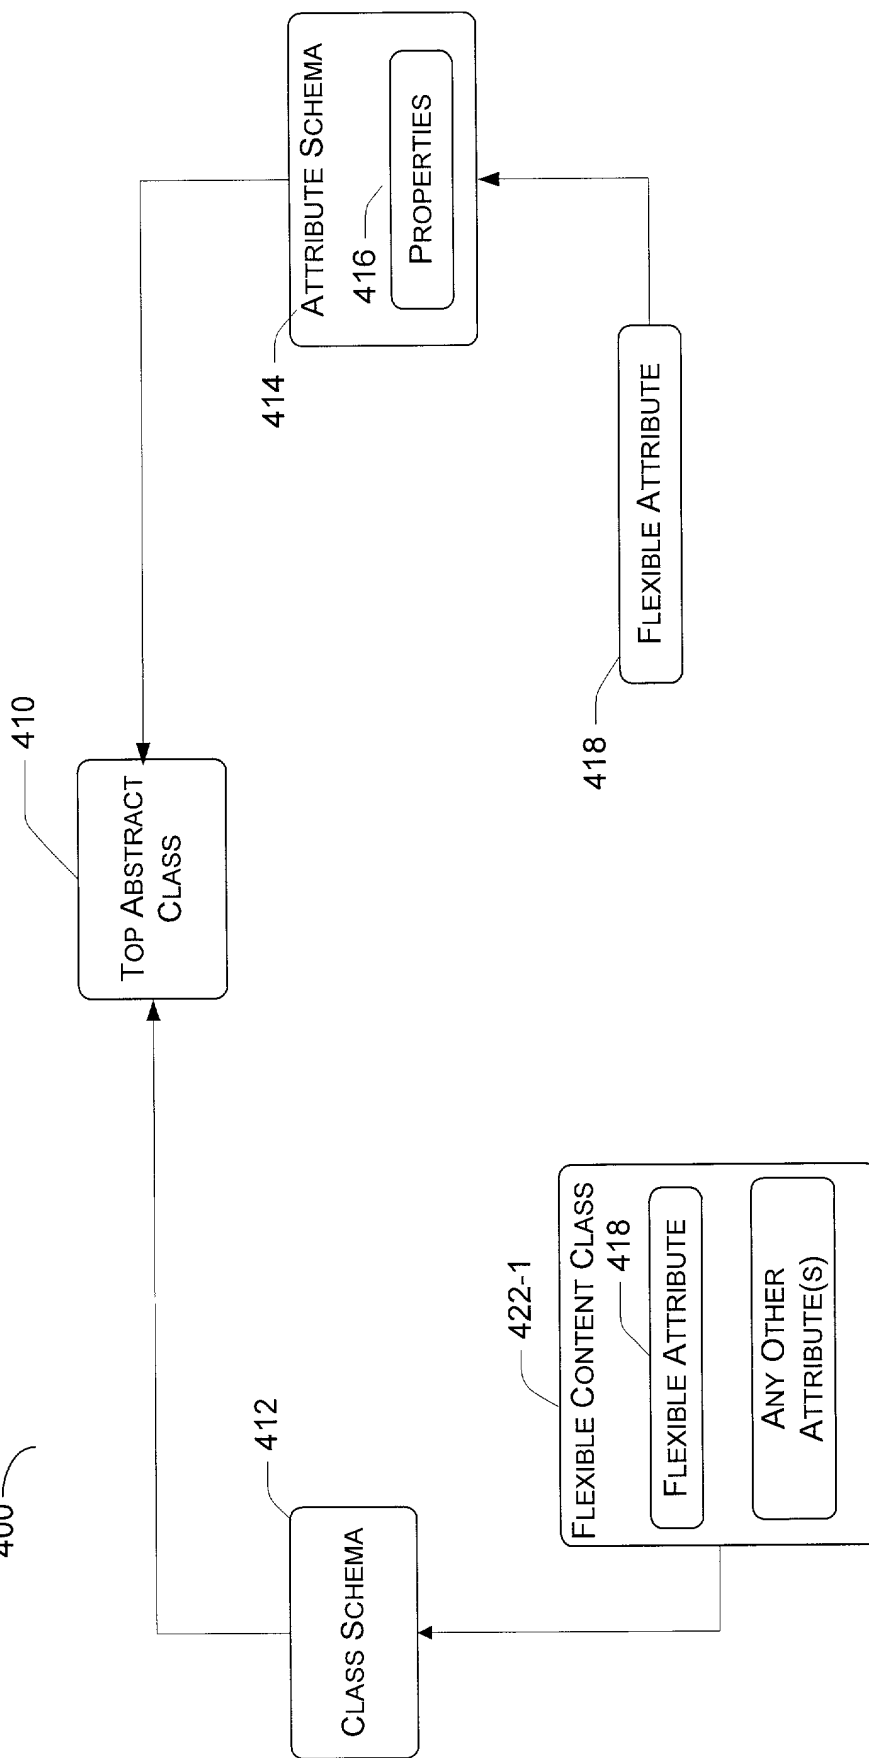 400
410
TOP ABSTRACT
CLASS
412
CLASS SCHEMA
414
ATTRIBUTE SCHEMA
416
PROPERTIES
422-1
FLEXIBLE CONTENT CLASS
418
FLEXIBLE ATTRIBUTE
ANY OTHER
ATTRIBUTE(S)
418
FLEXIBLE ATTRIBUTE